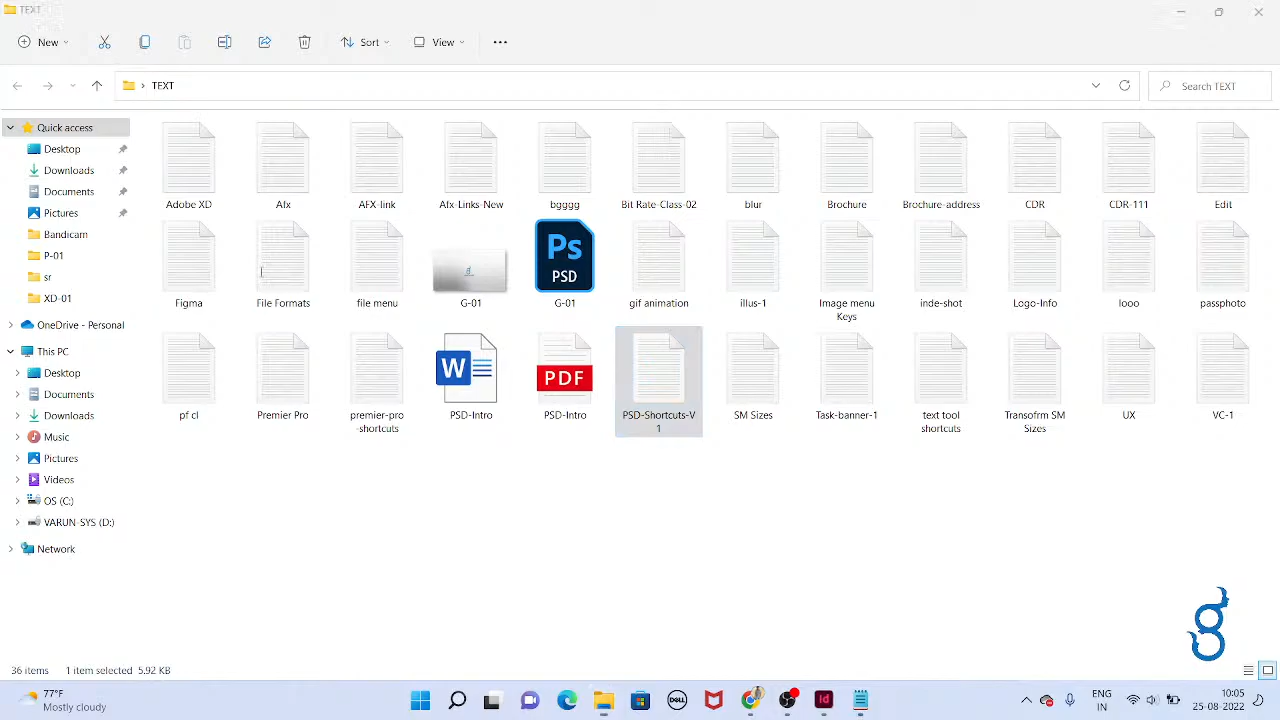 TEXT
New
Sort
View
TEXT
Search TEXT
Quick access
Desktop
Downloads
Documents
Pictures
Bandicam
P-01
sr
XD-01
OneDrive - Personal
This PC
Desktop
Documents
Downloads
Music
Pictures
Videos
OS (C:)
VARUN-SYS (D:)
Network
Adobe XD
Afx
AFX-link
Afx-Links-New
bgggg
Bit Rate-Class-02
blur
Brochure
Brochure-address
CDR
CDR-111
Edit
Ps
PSD
Figma
File Formats
file menu
G-01
G-01
gif animation
illus-1
Image menu
Keys
inde-shot
Logo-Info
looo
passphoto
W
PDF
pf cl
Premier Pro
premier-pro
-shortcuts
PSD-Intro
PSD-Intro
PSD-Shortcuts-V
1
SM Sizes
Task-banner-1
text tool
shortcuts
Transofrm SM
Sizes
UX
VC-1
g
36 items 1 item selected 5.92 KB
77°F
Mostly cloudy
DELL
Id
ENG
IN
10:05
25-08-2022